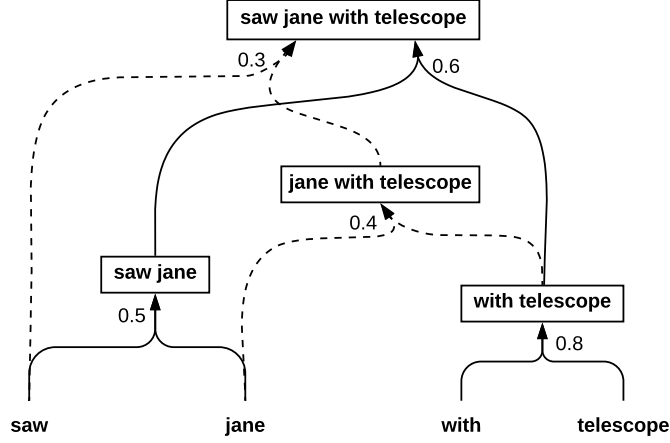 saw jane with telescope
0.3
0.6
jane with telescope
0.4
saw jane
with telescope
0.5
0.8
saw
jane
with
telescope